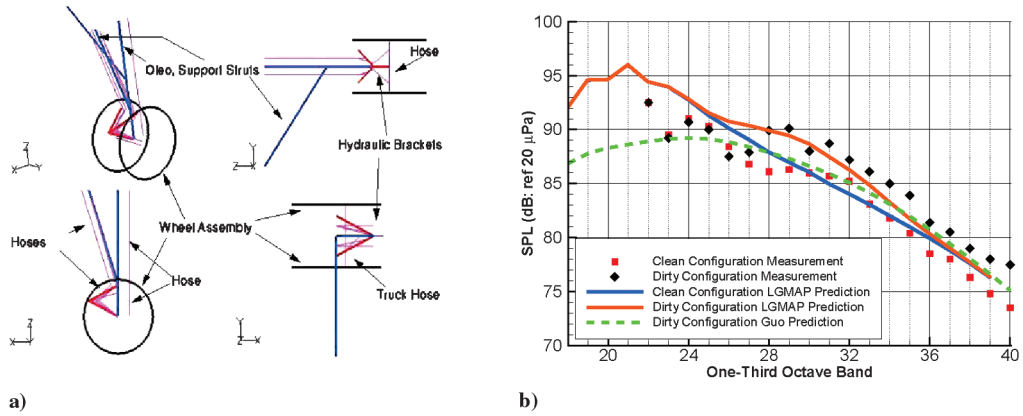 Oleo, Support Struts
Hose
Hydraulic Brackets
Z
X
Y
Y
Z
X
Wheel Assembly
Hoses
Hose
Truck Hose
Z
X
Y
Y
Z
X
a)
SPL (dB: ref 20 μPa)
100
95
90
85
80
75
70
Clean Configuration Measurement
Dirty Configuration Measurement
Clean Configuration LGMAP Prediction
Dirty Configuration LGMAP Prediction
Dirty Configuration Guo Prediction
20 24 28 32 36 40
One-Third Octave Band
b)